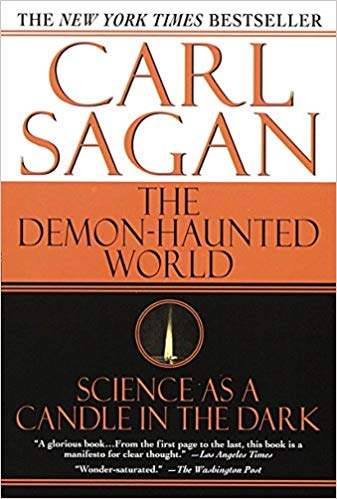 THE NEW YORK TIMES BESTSELLER
CARL
SAGAN
THE
DEMON-HAUNTED
WORLD
SCIENCE AS A
CANDLE IN THE DARK
"A glorious book...From the first page to the last, this book is a
manifesto for clear thought." —Los Angeles Times
"Wonder-saturated." —The Washington Post